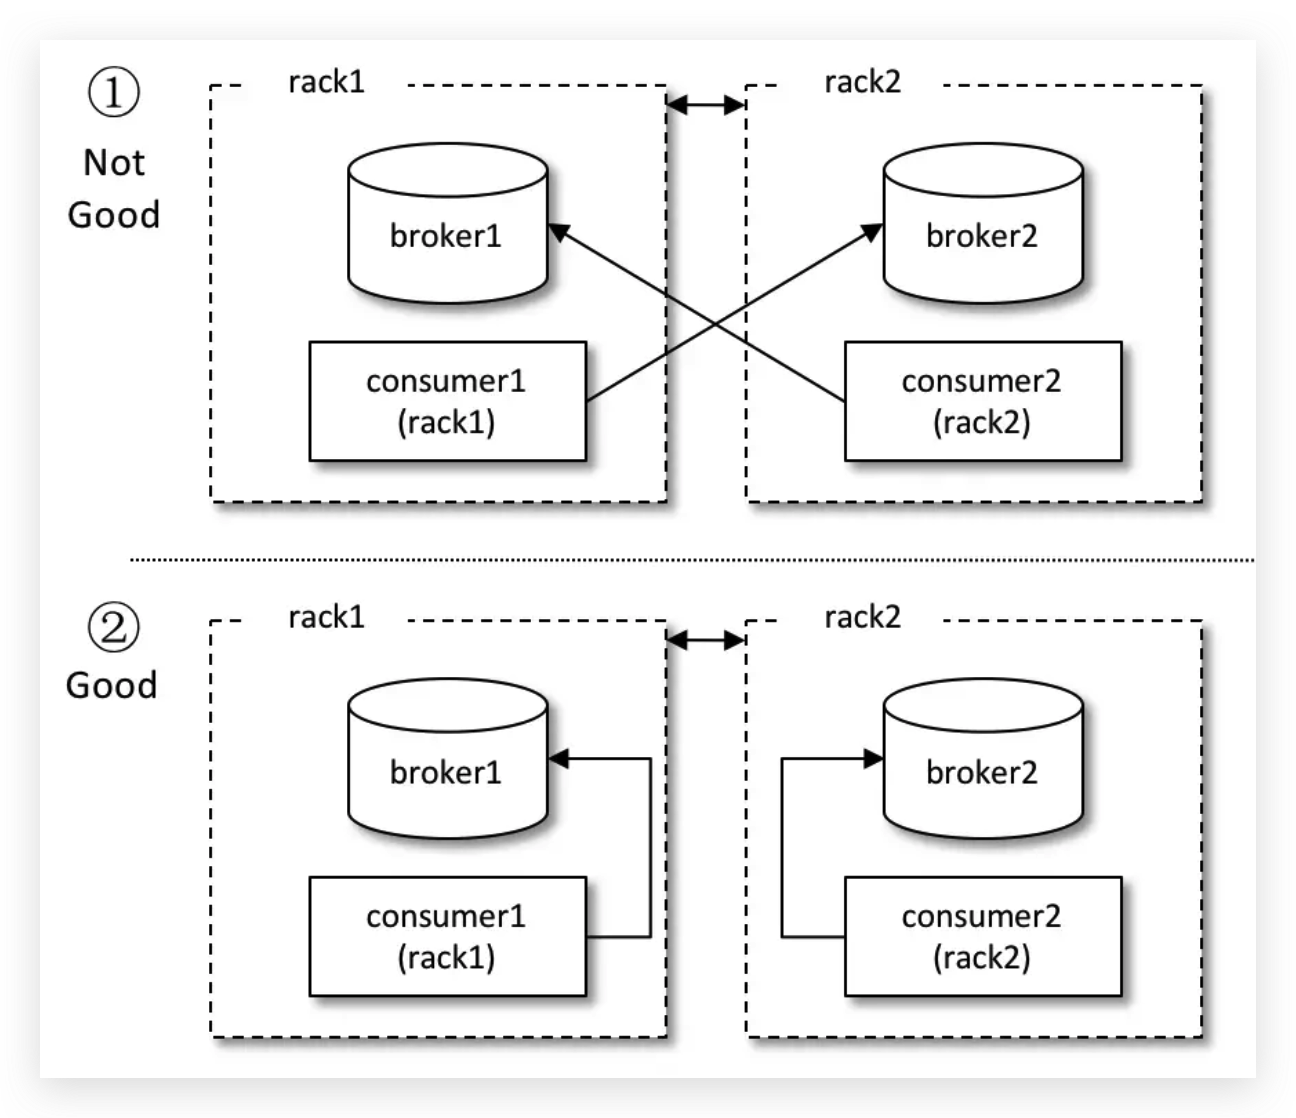 ①
Not
Good
rack1
rack2
broker1
broker2
consumer1
(rack1)
consumer2
(rack2)
②
Good
rack1
rack2
broker1
broker2
consumer1
(rack1)
consumer2
(rack2)